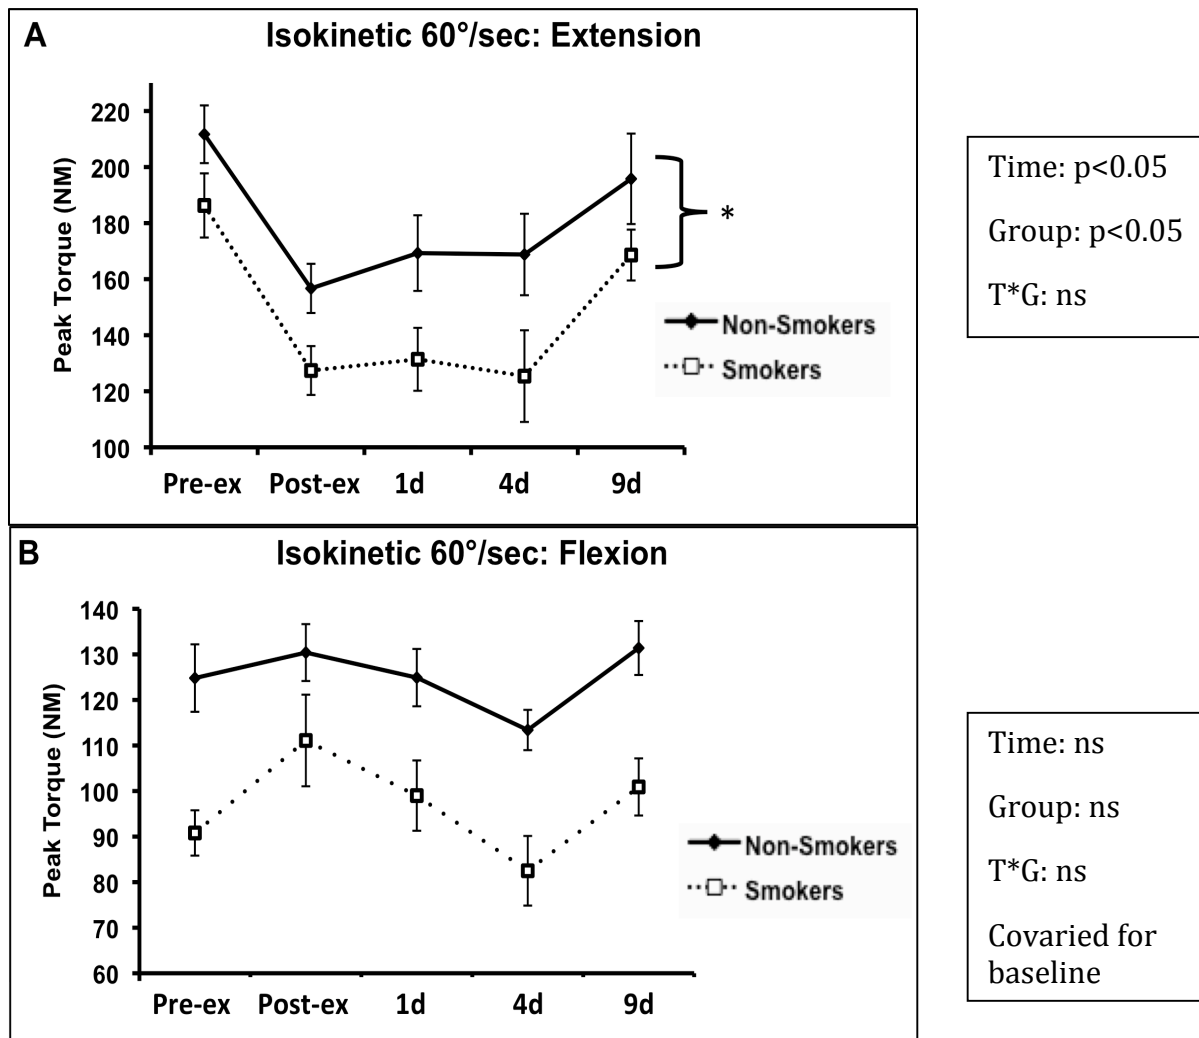 A
Isokinetic 60°/sec: Extension
Peak Torque (NM)
220
200
180
160
140
120
100
Pre-ex Post-ex 1d 4d 9d
*
Non-Smokers
Smokers
Time: p<0.05
Group: p<0.05
T*G: ns
B
Isokinetic 60°/sec: Flexion
Peak Torque (NM)
140
130
120
110
100
90
80
70
60
Pre-ex Post-ex 1d 4d 9d
Non-Smokers
Smokers
Time: ns
Group: ns
T*G: ns
Covaried for
baseline